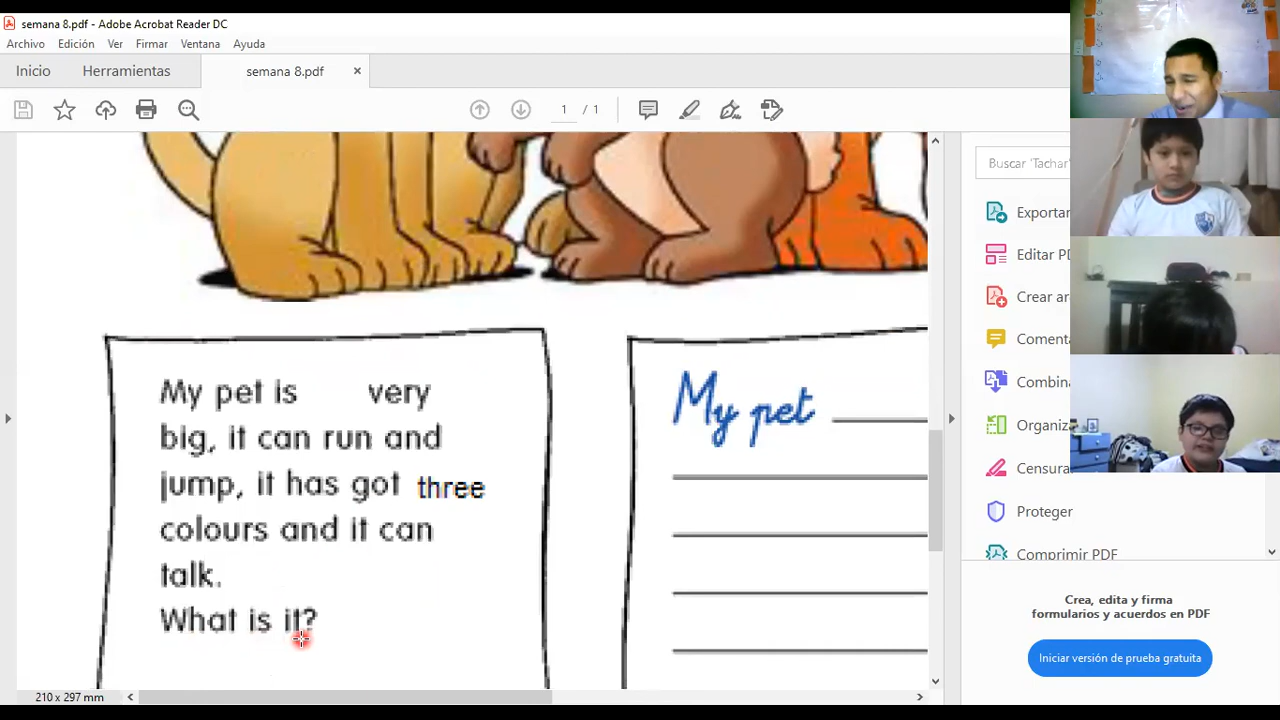 semana 8.pdf - Adobe Acrobat Reader DC
Archivo Edición Ver Firmar Ventana Ayuda
Inicio Herramientas semana 8.pdf ×
1 / 1
Buscar 'Tachar'
Exportar
Editar PD
Crear ar
Comenta
Combina
Organiza
Censura
Proteger
Comprimir PDF
Crea, edita y firma
formularios y acuerdos en PDF
Iniciar versión de prueba gratuita
My pet is very
big, it can run and
jump, it has got three
colours and it can
talk.
What is it?
My pet
210 x 297 mm